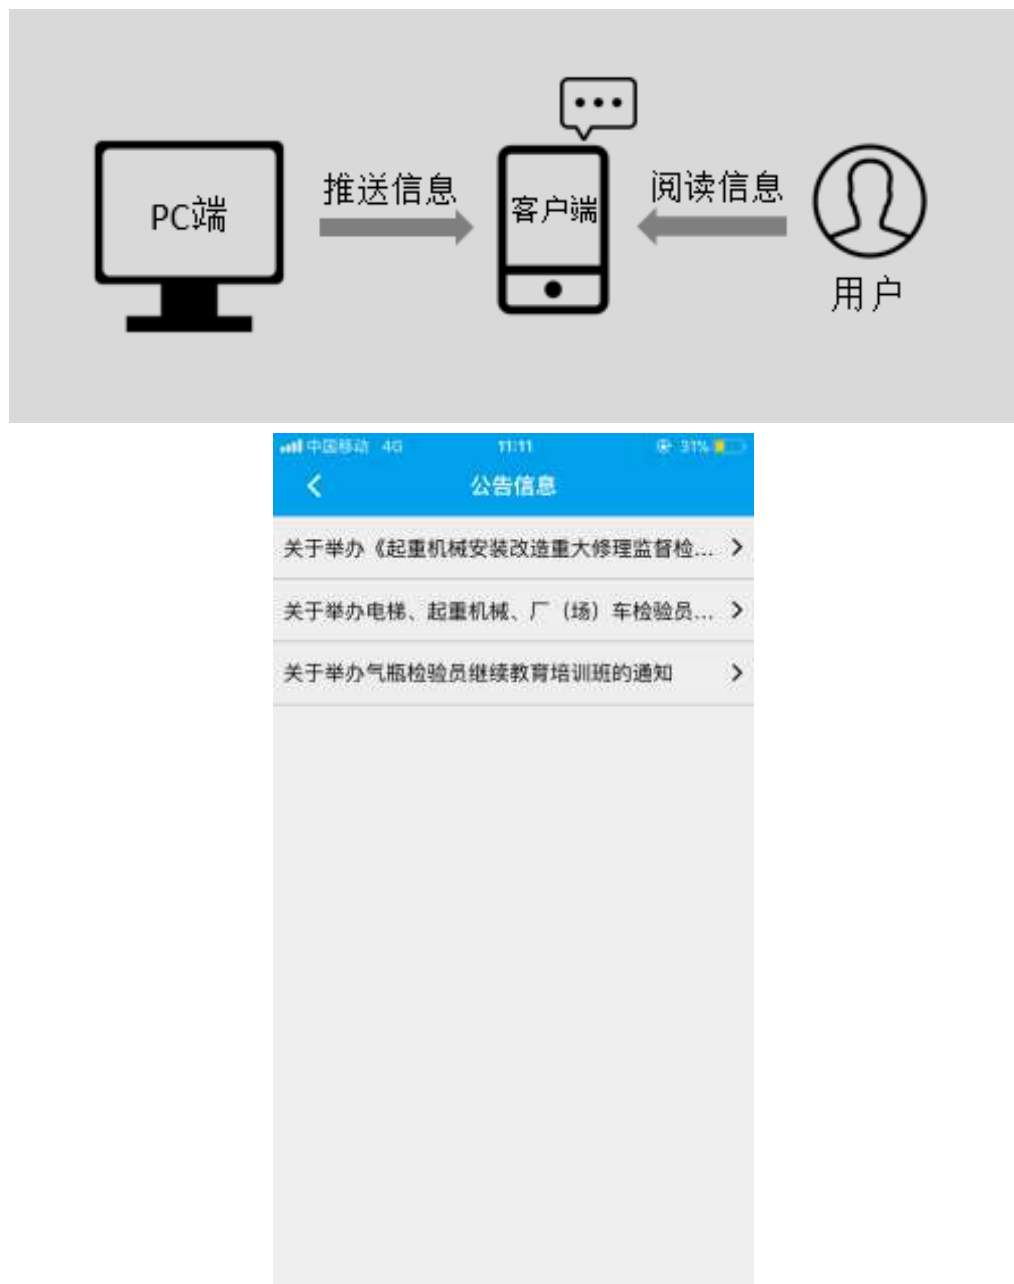 推送信息
阅读信息
PC端
客户端
用户
中国移动 4G 11:11 31%
公告信息
关于举办《起重机械安装改造重大修理监督检...
关于举办电梯、起重机械、厂（场）车检验员...
关于举办气瓶检验员继续教育培训班的通知